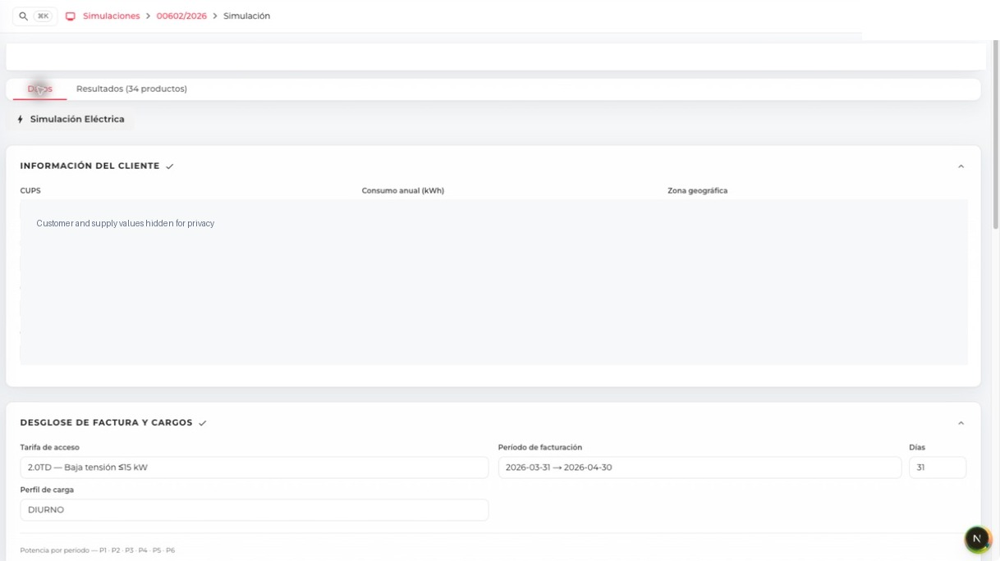 ⌘K Simulaciones > 00602/2026 > Simulación
Datos Resultados (34 productos)
Simulación Eléctrica
INFORMACIÓN DEL CLIENTE
CUPS Consumo anual (kWh) Zona geográfica
Customer and supply values hidden for privacy
DESGLOSE DE FACTURA Y CARGOS
Tarifa de acceso Período de facturación Días
2.0TD — Baja tensión ≤15 kW 2026-03-31 → 2026-04-30 31
Perfil de carga
DIURNO
Potencia por periodo — P1 · P2 · P3 · P4 · P5 · P6
N